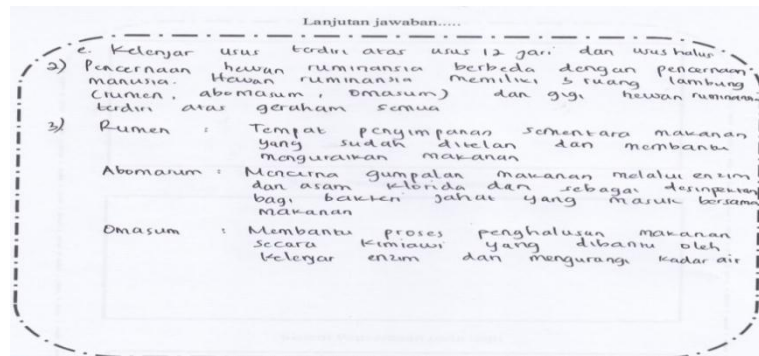 Lanjutan jawaban.....
e. Kelenjar usus terdiri atas usus 12 jari dan usus halus
2) Pencernaan hewan ruminansia berbeda dengan pencernaan
manusia. Hewan ruminansia memiliki 3 ruang lambung
(rumen, abomasum, omasum) dan gigi hewan ruminansia
terdiri atas geraham semua
3) Rumen : Tempat penyimpanan sementara makanan
yang sudah ditelan dan membantu
menguraikan makanan
Abomasum : Mencerna gumpalan makanan melalui enzim
dan asam klorida dan sebagai desinpektan
bagi bakteri jahat yang masuk bersama
makanan
Omasum : Membantu proses penghalusan makanan
secara kimiawi yang dibantu oleh
kelenjar enzim dan mengurangi kadar air